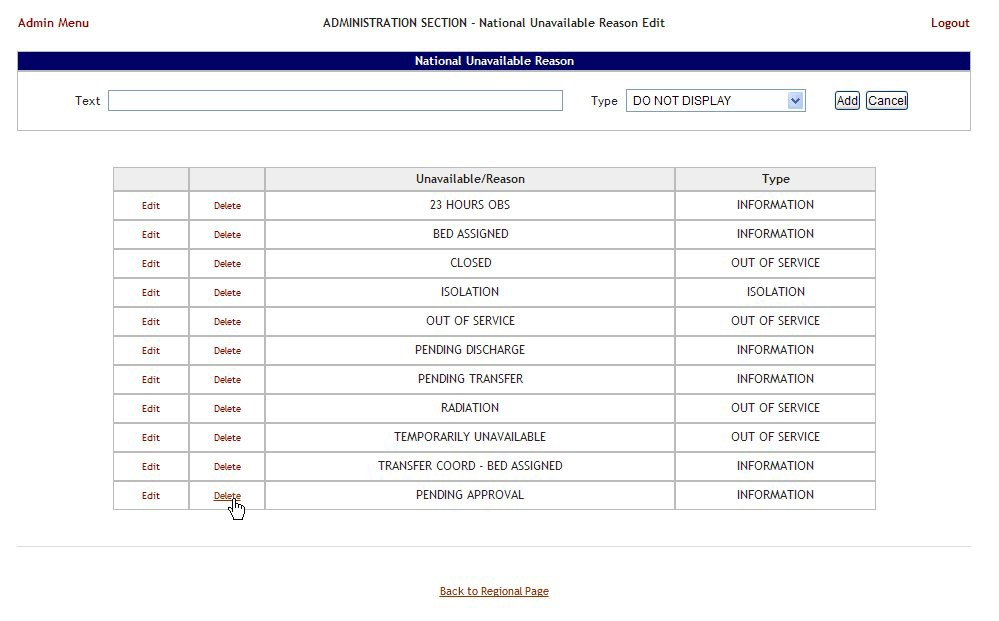 Admin Menu ADMINISTRATION SECTION - National Unavailable Reason Edit Logout
National Unavailable Reason
Text Type DO NOT DISPLAY Add Cancel
Unavailable/Reason Type
Edit Delete 23 HOURS OBS INFORMATION
Edit Delete BED ASSIGNED INFORMATION
Edit Delete CLOSED OUT OF SERVICE
Edit Delete ISOLATION ISOLATION
Edit Delete OUT OF SERVICE OUT OF SERVICE
Edit Delete PENDING DISCHARGE INFORMATION
Edit Delete PENDING TRANSFER INFORMATION
Edit Delete RADIATION OUT OF SERVICE
Edit Delete TEMPORARILY UNAVAILABLE OUT OF SERVICE
Edit Delete TRANSFER COORD - BED ASSIGNED INFORMATION
Edit Delete PENDING APPROVAL INFORMATION
Back to Regional Page